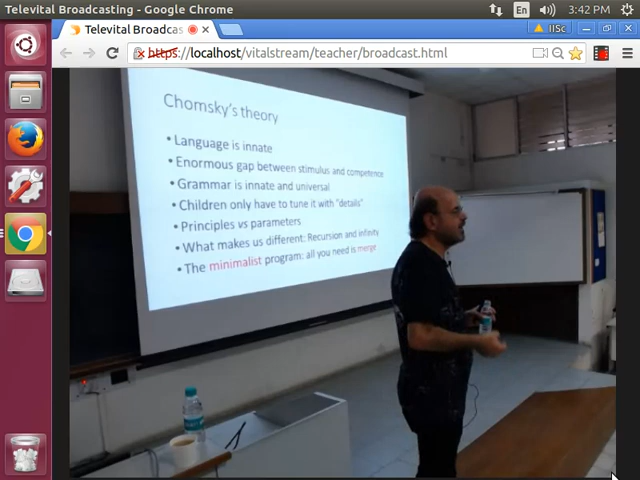 Televital Broadcasting - Google Chrome
En
3:42 PM
Televital Broadcas
IISc
https://localhost/vitalstream/teacher/broadcast.html
Chomsky's theory
• Language is innate
• Enormous gap between stimulus and competence
• Grammar is innate and universal
• Children only have to tune it with "details"
• Principles vs parameters
• What makes us different: Recursion and infinity
• The minimalist program: all you need is merge